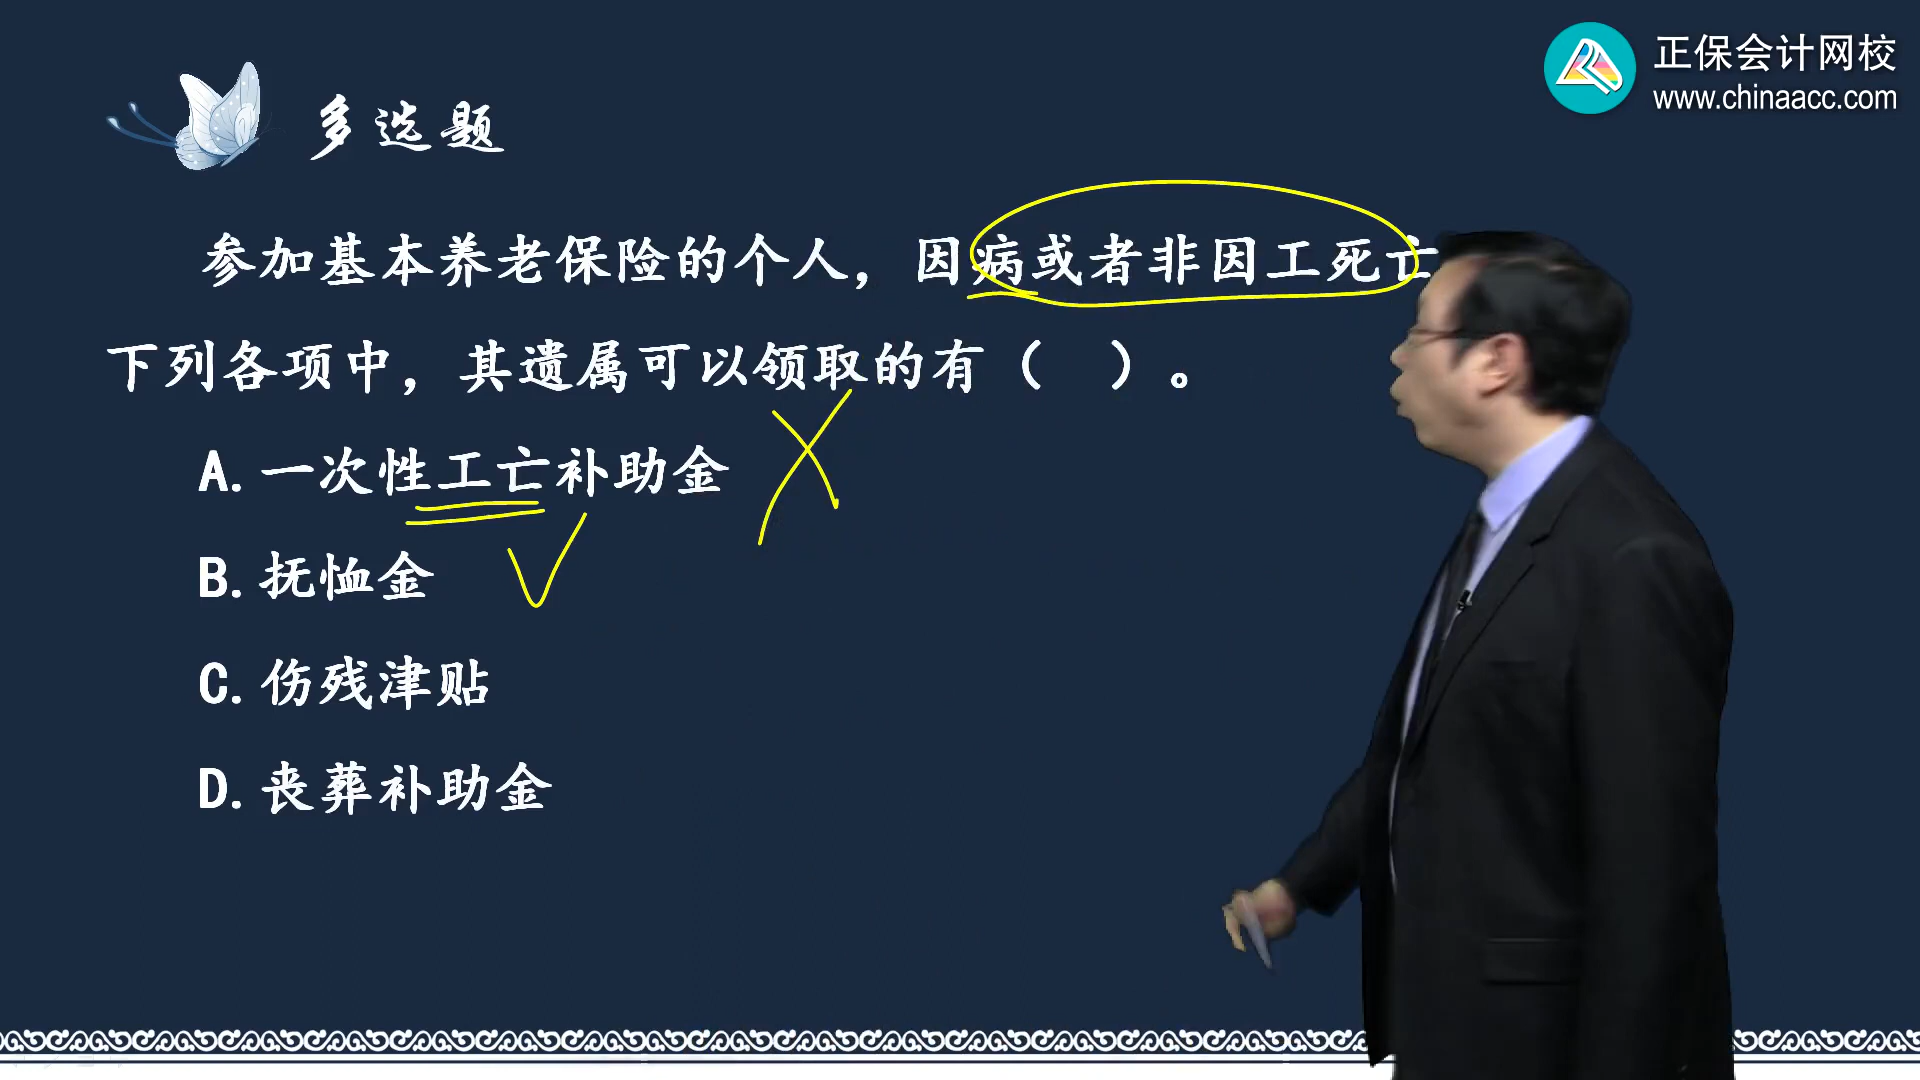 正保会计网校
www.chinaacc.com
多选题
参加基本养老保险的个人，因病或者非因工死亡
下列各项中，其遗属可以领取的有（ ）。
A.一次性工亡补助金
B.抚恤金
C.伤残津贴
D.丧葬补助金